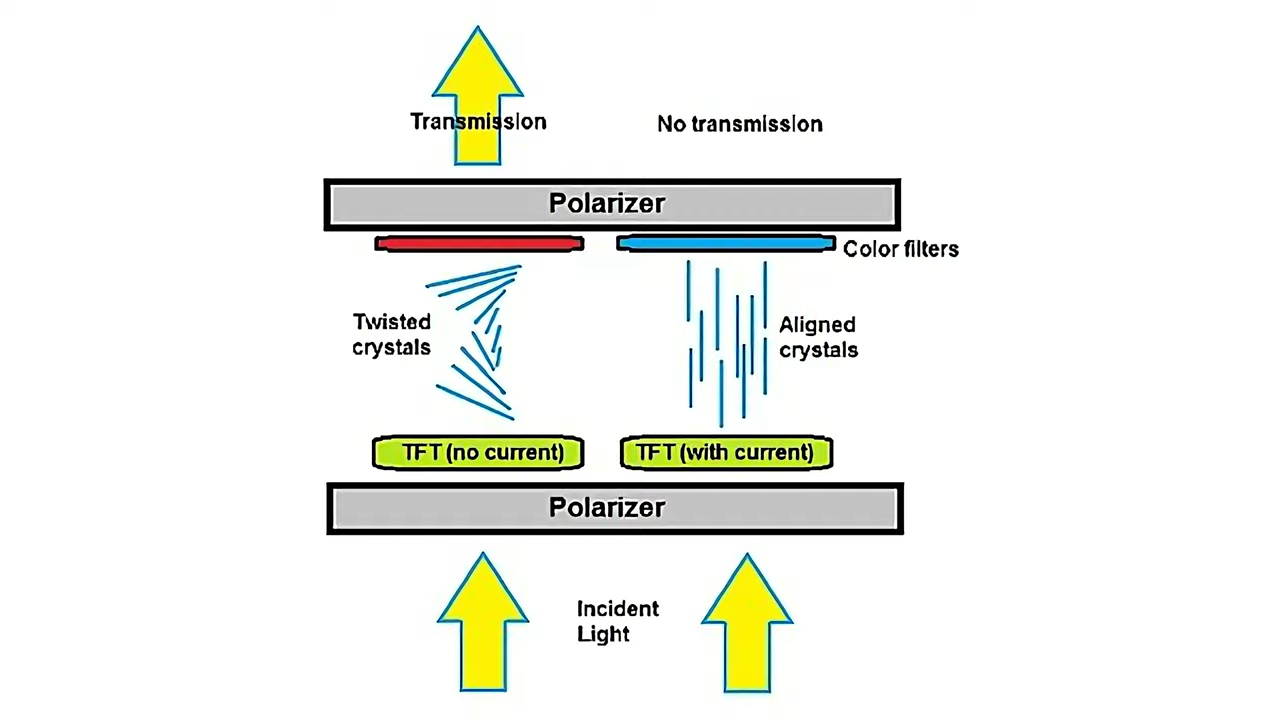 Transmission
No transmission
Polarizer
Color filters
Twisted
crystals
Aligned
crystals
TFT (no current)
TFT (with current)
Polarizer
Incident
Light